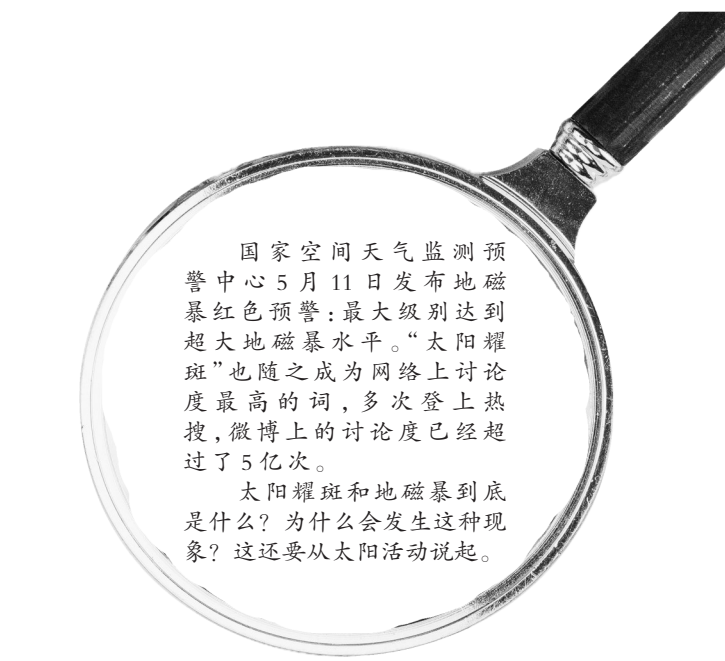 国家空间天气监测预
警中心5月11日发布地磁
暴红色预警:最大级别达到
超大地磁暴水平。“太阳耀
斑”也随之成为网络上讨论
度最高的词,多次登上热
搜,微博上的讨论度已经超
过了5亿次。
太阳耀斑和地磁暴到底
是什么?为什么会发生这种现
象?这还要从太阳活动说起。